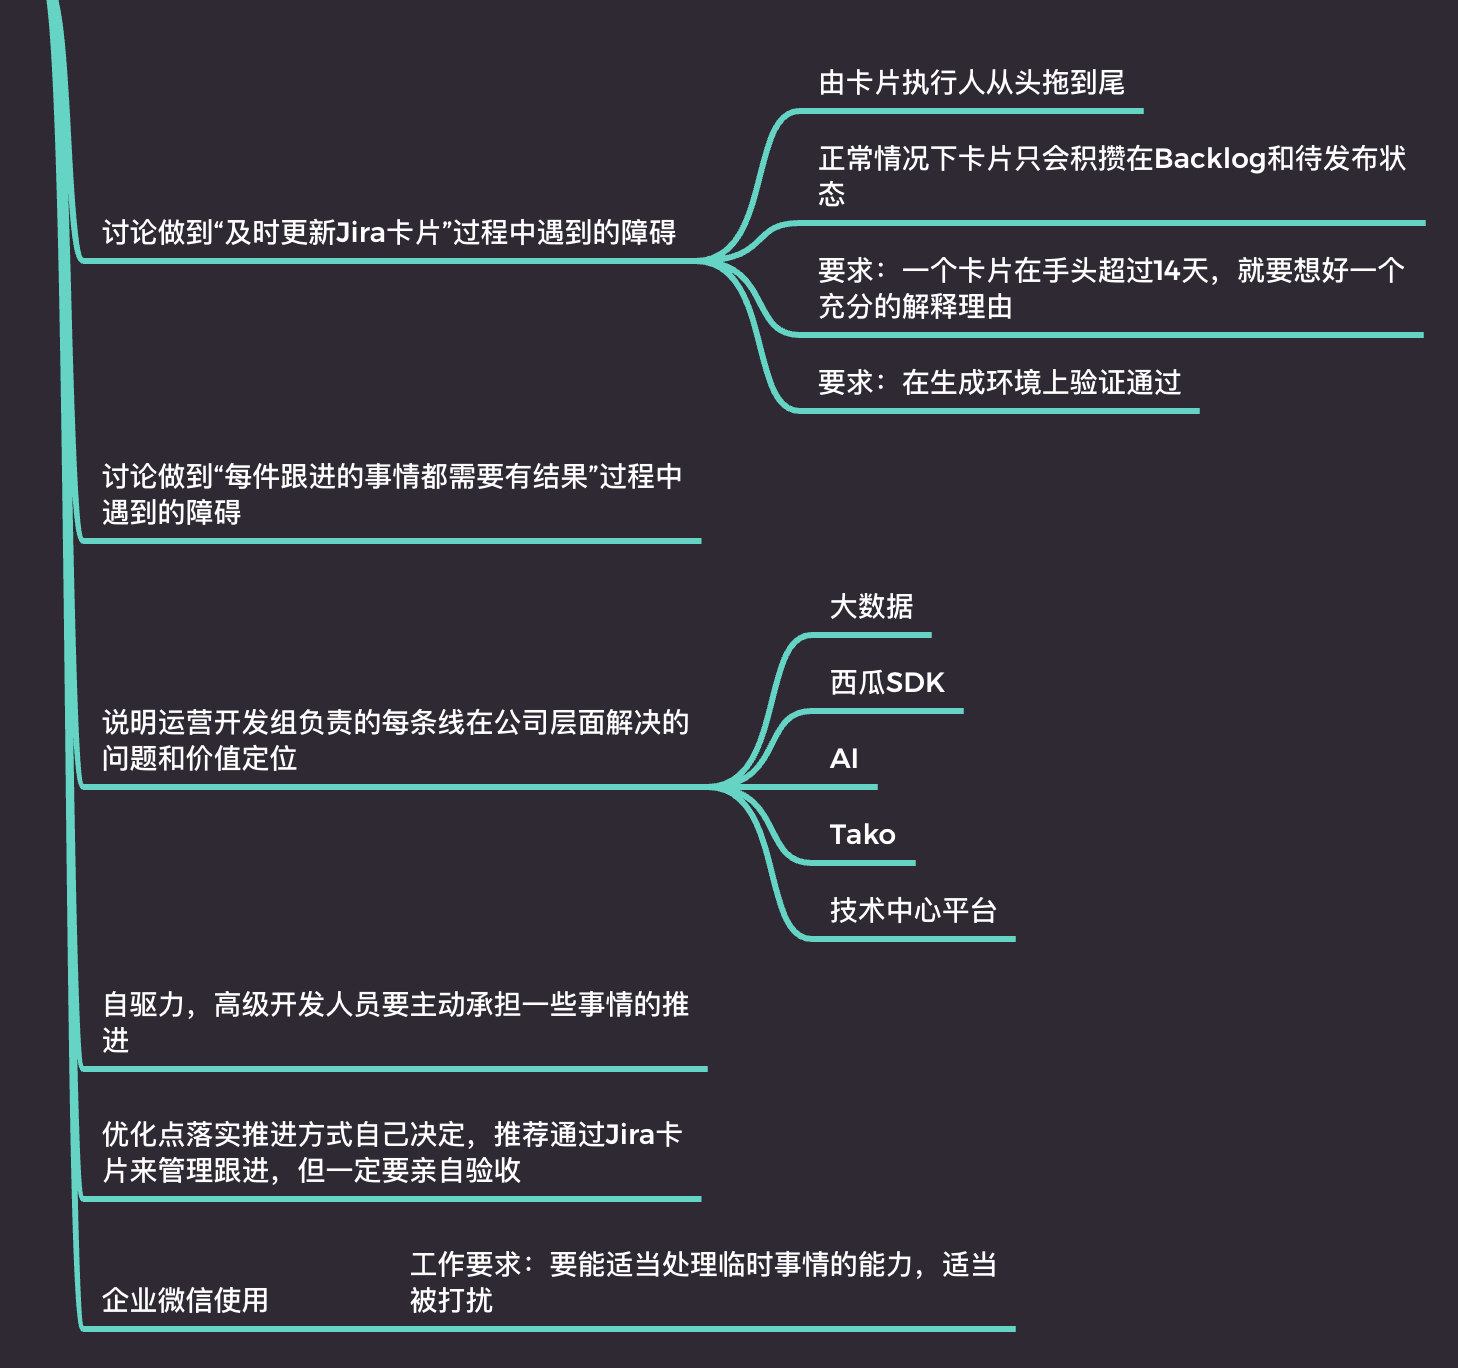 由卡片执行人从头拖到尾
正常情况下卡片只会积攒在Backlog和待发布状
态
讨论做到“及时更新Jira卡片”过程中遇到的障碍
要求：一个卡片在手头超过14天，就要想好一个
充分的解释理由
要求：在生成环境上验证通过
讨论做到“每件跟进的事情都需要有结果”过程中
遇到的障碍
大数据
西瓜SDK
说明运营开发组负责的每条线在公司层面解决的
问题和价值定位
AI
Tako
技术中心平台
自驱力，高级开发人员要主动承担一些事情的推
进
优化点落实推进方式自己决定，推荐通过Jira卡
片来管理跟进，但一定要亲自验收
企业微信使用
工作要求：要能适当处理临时事情的能力，适当
被打扰